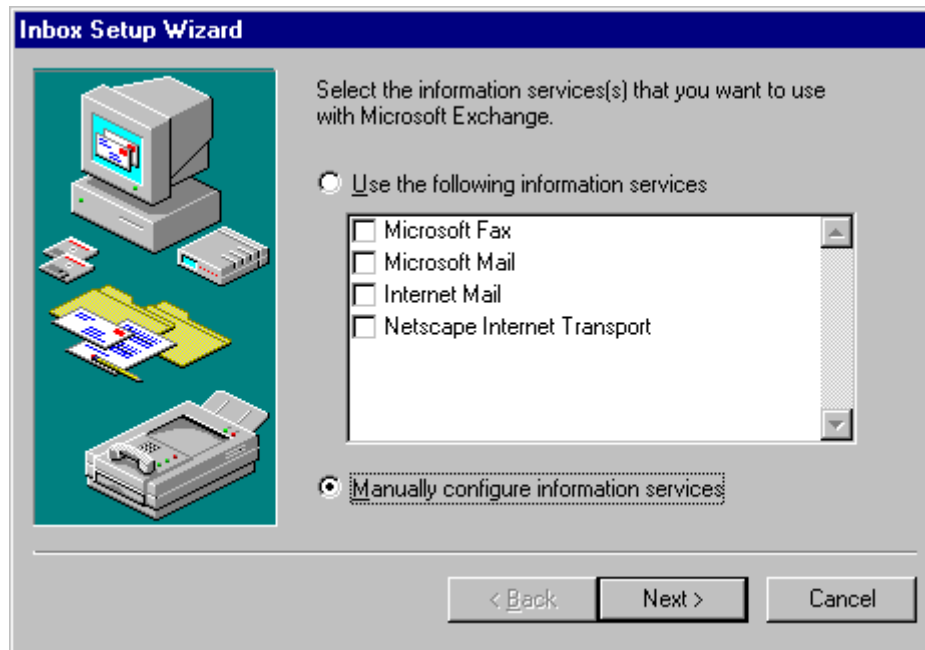 Inbox Setup Wizard
Select the information services(s) that you want to use
with Microsoft Exchange.
Use the following information services
Microsoft Fax
Microsoft Mail
Internet Mail
Netscape Internet Transport
Manually configure information services
< Back
Next >
Cancel